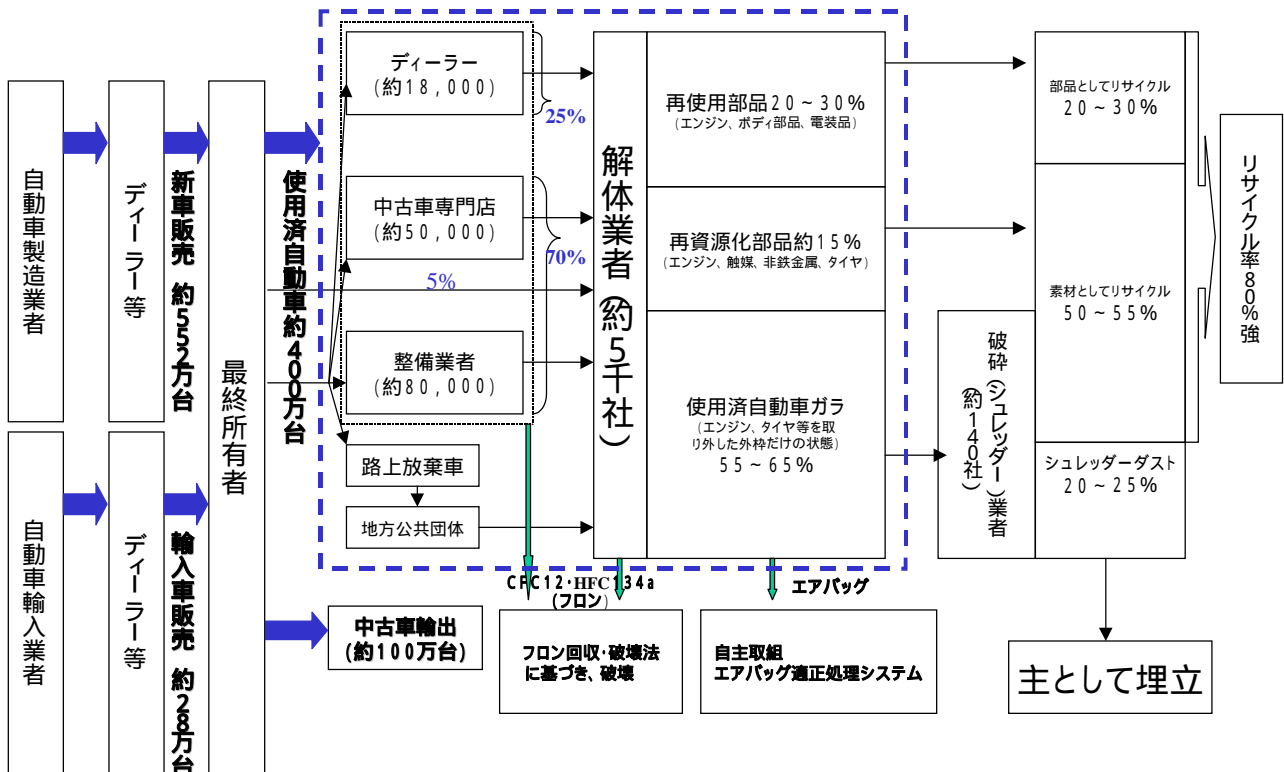 自動車製造業者
自動車輸入業者
ディーラー等
ディーラー等
新車販売 約552万台
輸入車販売 約28万台
最終所有者
使用済自動車約400万台
中古車輸出
(約100万台)
ディーラー
(約18,000)
25%
中古車専門店
(約50,000)
70%
5%
整備業者
(約80,000)
路上放棄車
地方公共団体
解体業者(約5千社)
再使用部品20~30%
(エンジン、ボディ部品、電装品)
再資源化部品約15%
(エンジン、触媒、非鉄金属、タイヤ)
使用済自動車ガラ
(エンジン、タイヤ等を取
り外した外枠だけの状態)
55~65%
CFC12・HFC134a
(フロン)
エアバッグ
フロン回収・破壊法
に基づき、破壊
自主取組
エアバッグ適正処理システム
破砕(シュレッダー)業者
(約140社)
部品としてリサイクル
20~30%
素材としてリサイクル
50~55%
シュレッダーダスト
20~25%
リサイクル率80%強
主として埋立